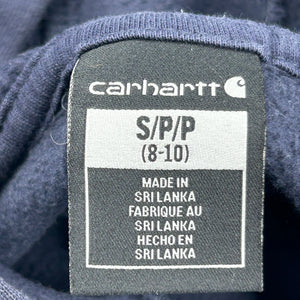 carhartt
S/P/P
(8-10)
MADE IN
SRI LANKA
FABRIQUE AU
SRI LANKA
HECHO EN
SRI LANKA